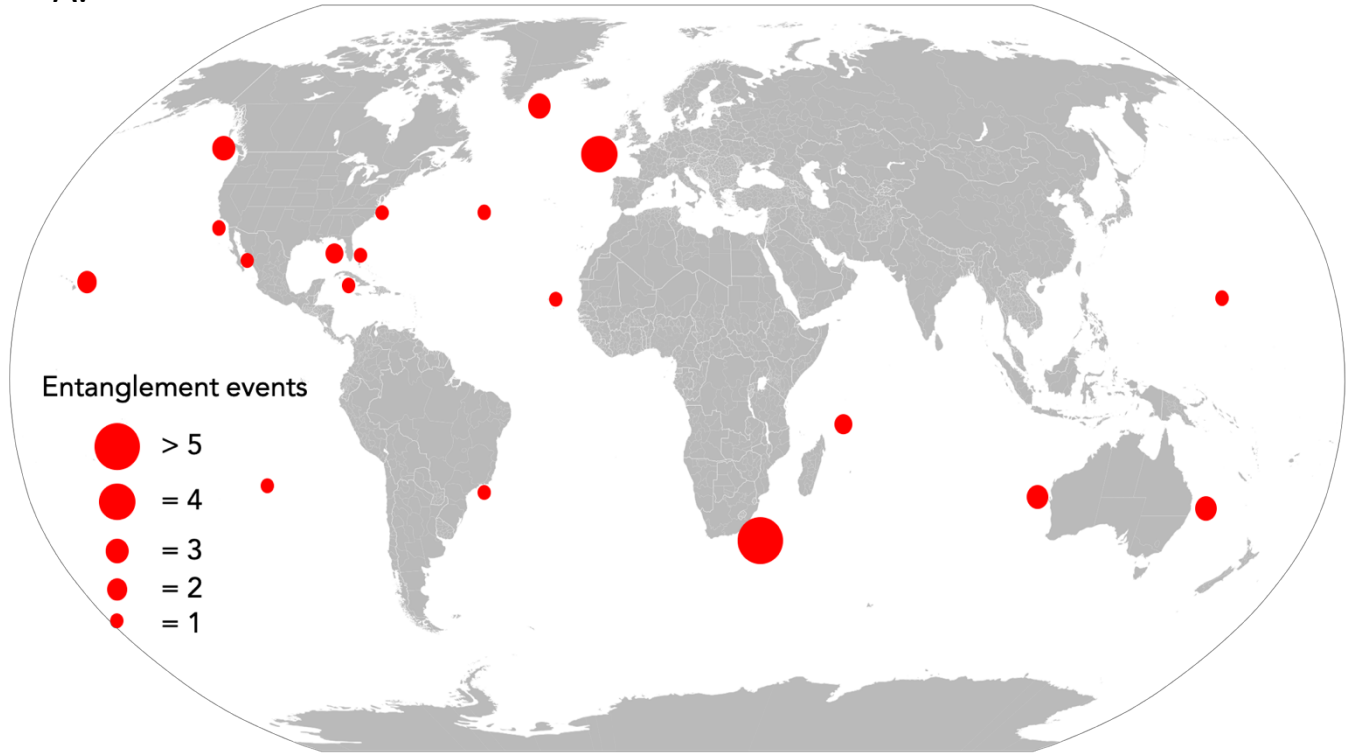 A.
Entanglement events
> 5
= 4
= 3
= 2
= 1